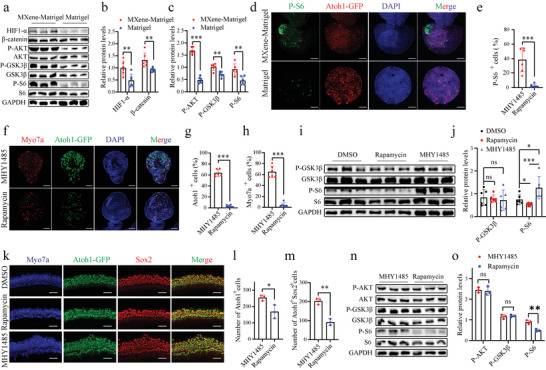 a
MXene-Matrigel Matrigel
HIF1-α
β-catenin
P-AKT
AKT
P-GSK3β
GSK3β
P-S6
S6
GAPDH
b
MXene-Matrigel
Matrigel
Relative protein levels
**
**
HIF1-α
β-catenin
c
MXene-Matrigel
Matrigel
Relative protein levels
***
**
**
P-AKT
P-GSK3β
P-S6
d
P-S6 Atoh1-GFP DAPI Merge
MXene-Matrigel
Matrigel
e
P-S6 + cells (%)
***
MHY1485
Rapamycin
f
Myo7a Atoh1-GFP DAPI Merge
MHY1485
Rapamycin
g
Atoh1+ cells (%)
***
MHY1485
Rapamycin
h
Myo7a+ cells (%)
***
MHY1485
Rapamycin
i
DMSO Rapamycin MHY1485
P-GSK3β
GSK3β
P-S6
S6
GAPDH
j
DMSO
Rapamycin
MHY1485
Relative protein levels
ns
ns
*
***
*
P-GSK3β
P-S6
k
Myo7a Atoh1-GFP Sox2 Merge
DMSO
Rapamycin
MHY1485
l
Number of Atoh1+ cells
*
MHY1485
Rapamycin
m
Number of Atoh1+Sox2+ cells
**
MHY1485
Rapamycin
n
MHY1485 Rapamycin
P-AKT
AKT
P-GSK3β
GSK3β
P-S6
S6
GAPDH
o
MHY1485
Rapamycin
Relative protein levels
ns
ns
**
P-AKT
P-GSK3β
P-S6